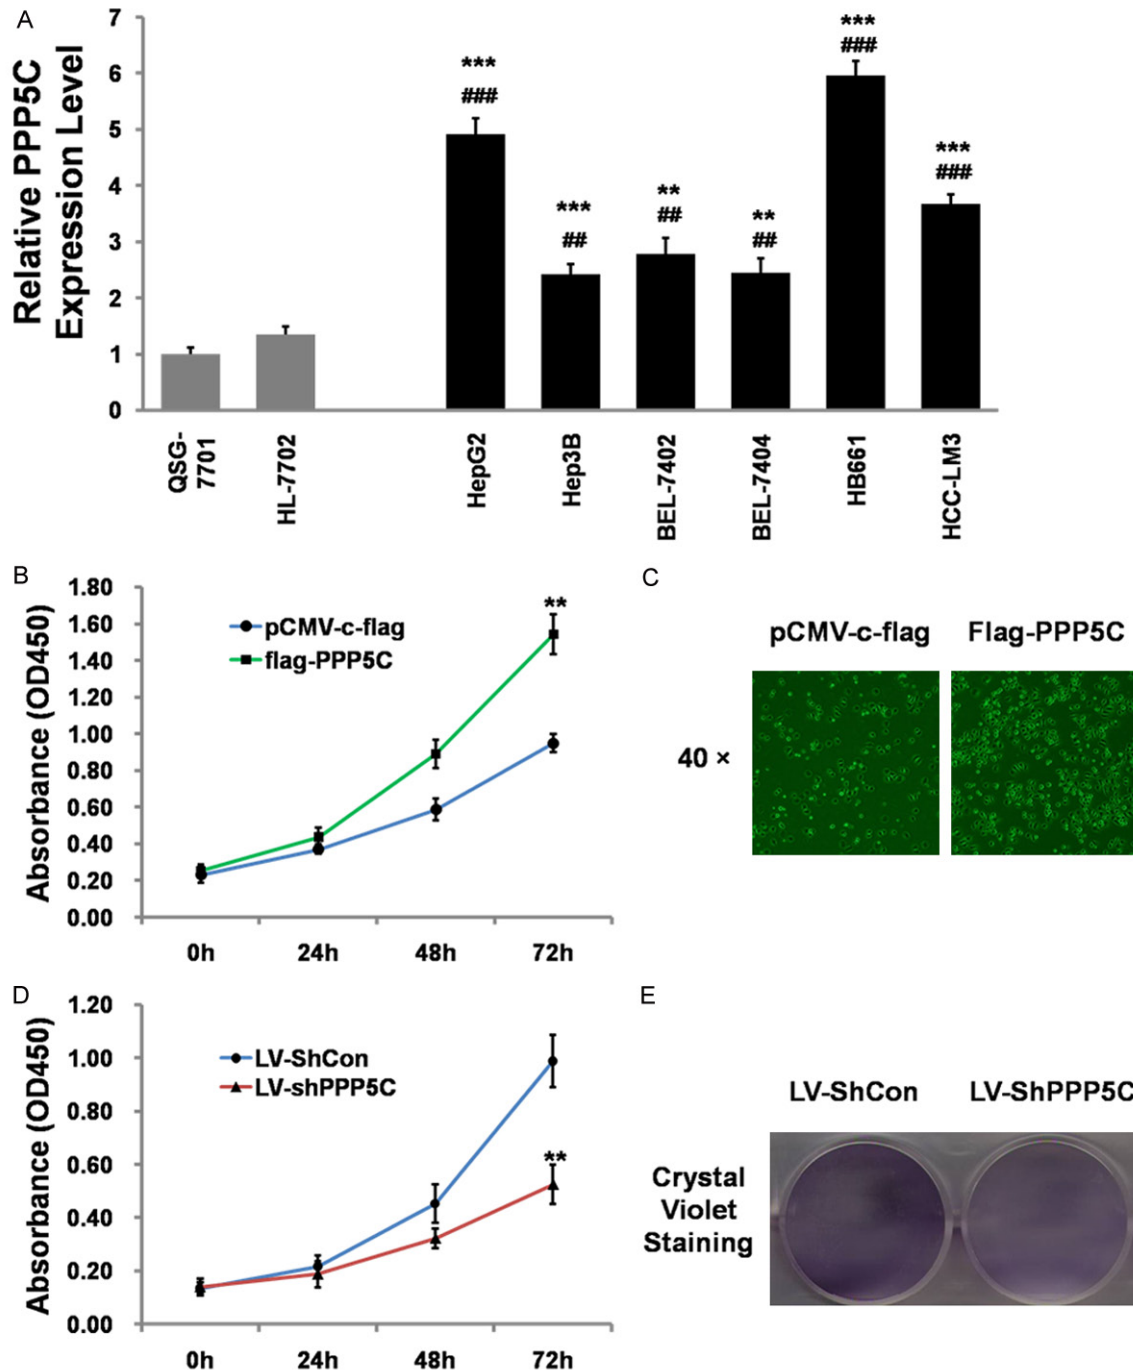 A
Relative PPP5C
Expression Level
7
6
5
4
3
2
1
0
***
###
***
##
**
##
**
##
***
###
***
###
QSG-
7701
HL-7702
HepG2
Hep3B
BEL-7402
BEL-7404
HB661
HCC-LM3
B
Absorbance (OD450)
1.80
1.60
1.40
1.20
1.00
0.80
0.60
0.40
0.20
0.00
pCMV-c-flag
flag-PPP5C
**
0h 24h 48h 72h
C
pCMV-c-flag Flag-PPP5C
40 ×
D
Absorbance (OD450)
1.20
1.00
0.80
0.60
0.40
0.20
0.00
LV-ShCon
LV-shPPP5C
**
0h 24h 48h 72h
E
LV-ShCon LV-ShPPP5C
Crystal
Violet
Staining